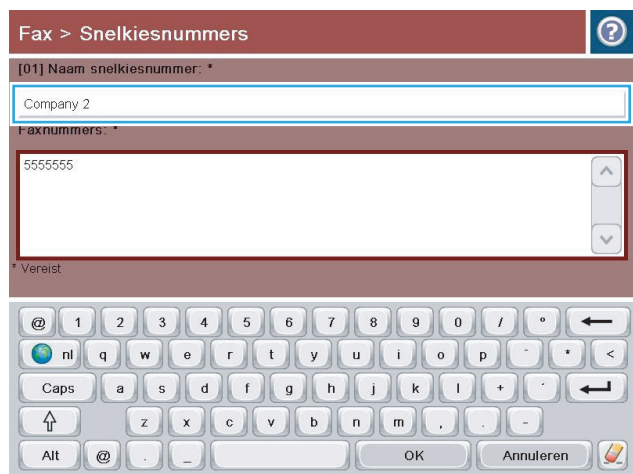 Fax > Snelkiesnummers ?
[01] Naam snelkiesnummer: *
Company 2
Faxnummers: *
5555555
* Vereist
@ 1 2 3 4 5 6 7 8 9 0 / º
nl q w e r t y u i o p ^ * <
Caps a s d f g h j k l + ´
z x c v b n m , . -
Alt @ . _ OK Annuleren